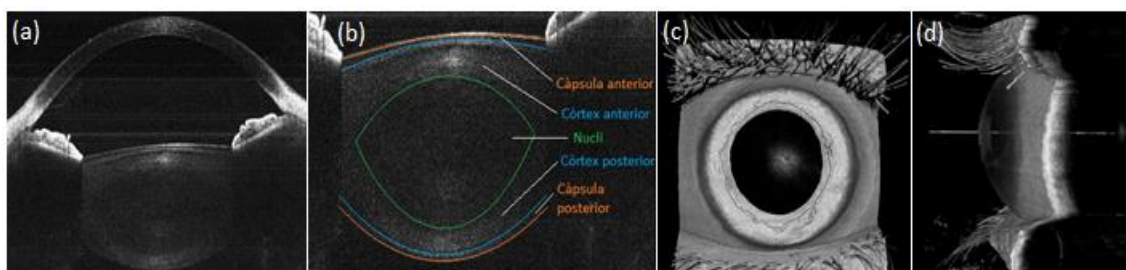 (a)
(b)
(c)
(d)
Càpsula anterior
Còrtex anterior
Nucli
Còrtex posterior
Càpsula
posterior